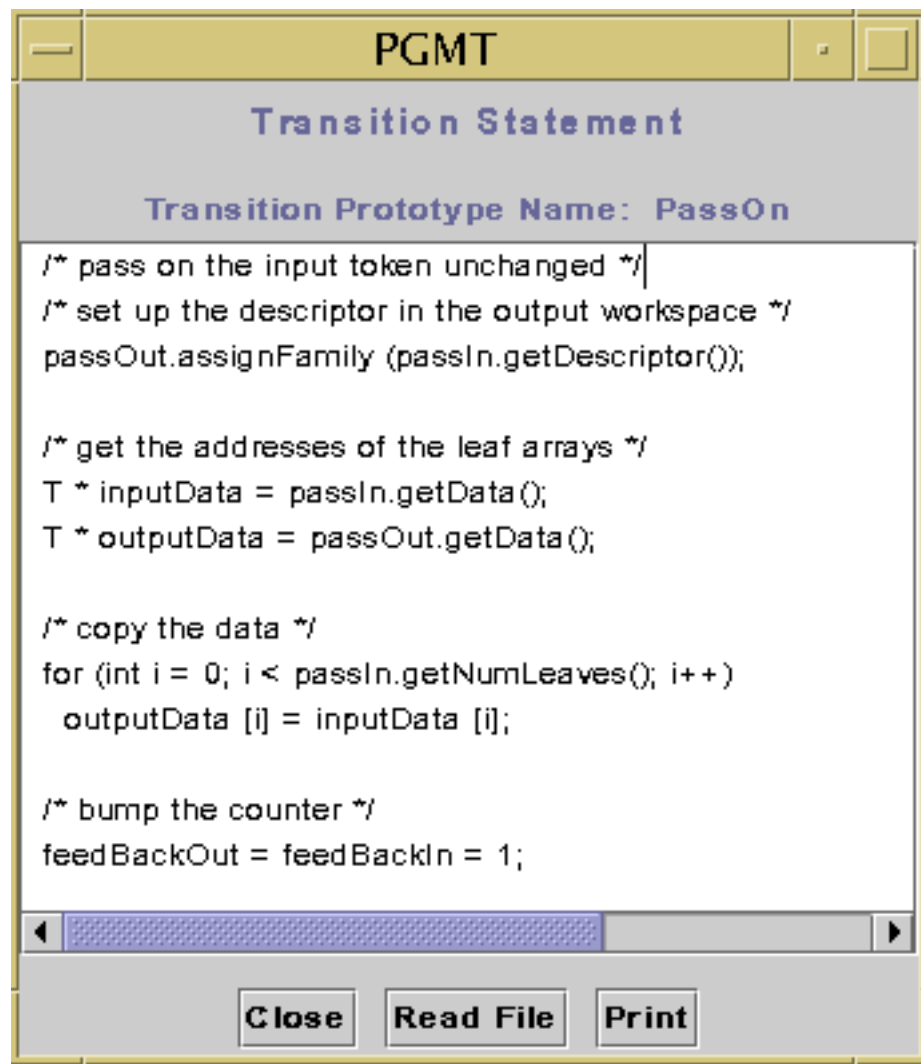 PGMT
Transition Statement
Transition Prototype Name: PassOn
/* pass on the input token unchanged */
/* set up the descriptor in the output workspace */
passOut.assignFamily (passIn.getDescriptor());
/* get the addresses of the leaf arrays */
T * inputData = passIn.getData();
T * outputData = passOut.getData();
/* copy the data */
for (int i = 0; i < passIn.getNumLeaves(); i++)
outputData [i] = inputData [i];
/* bump the counter */
feedBackOut = feedBackIn = 1;
Close Read File Print